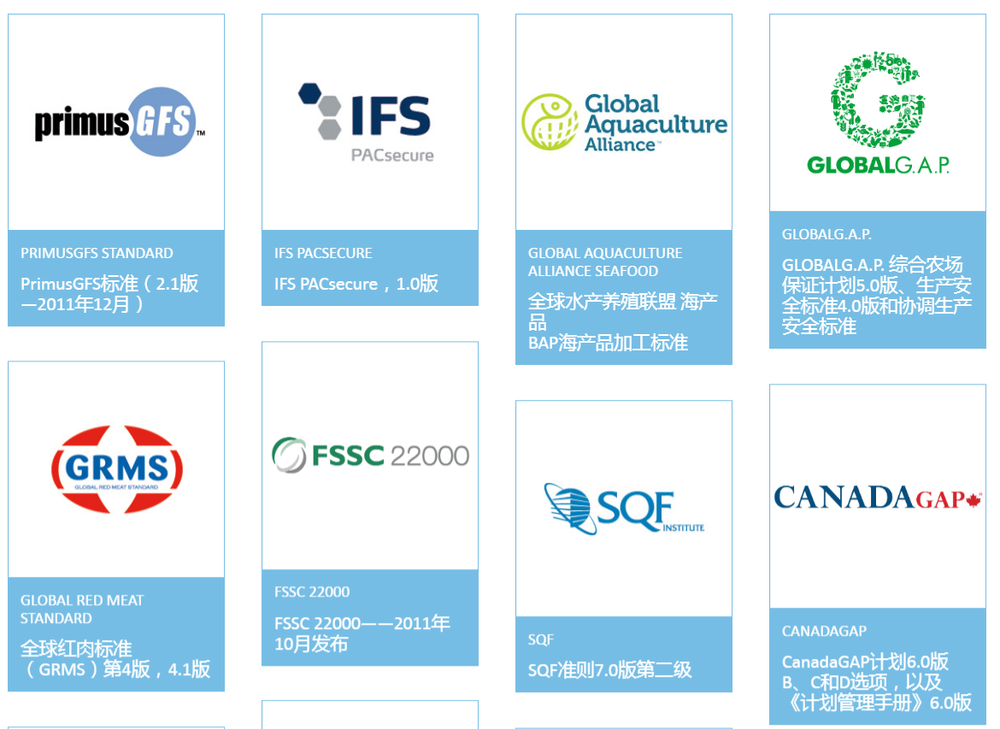 primusGFS™
PRIMUSGFS STANDARD
PrimusGFS标准（2.1版
—2011年12月）
IFS
PACsecure
IFS PACSECURE
IFS PACsecure，1.0版
Global
Aquaculture
Alliance™
GLOBAL AQUACULTURE
ALLIANCE SEAFOOD
全球水产养殖联盟 海产
品
BAP海产品加工标准
GLOBALG.A.P.
GLOBALG.A.P.
GLOBALG.A.P. 综合农场
保证计划5.0版、生产安
全标准4.0版和协调生产
安全标准
GRMS
GLOBAL RED MEAT STANDARD
GLOBAL RED MEAT
STANDARD
全球红肉标准
（GRMS）第4版，4.1版
FSSC 22000
FSSC 22000
FSSC 22000——2011年
10月发布
SQF
INSTITUTE
SQF
SQF准则7.0版第二级
CANADAGAP
CANADAGAP
CanadaGAP计划6.0版
B、C和D选项，以及
《计划管理手册》6.0版